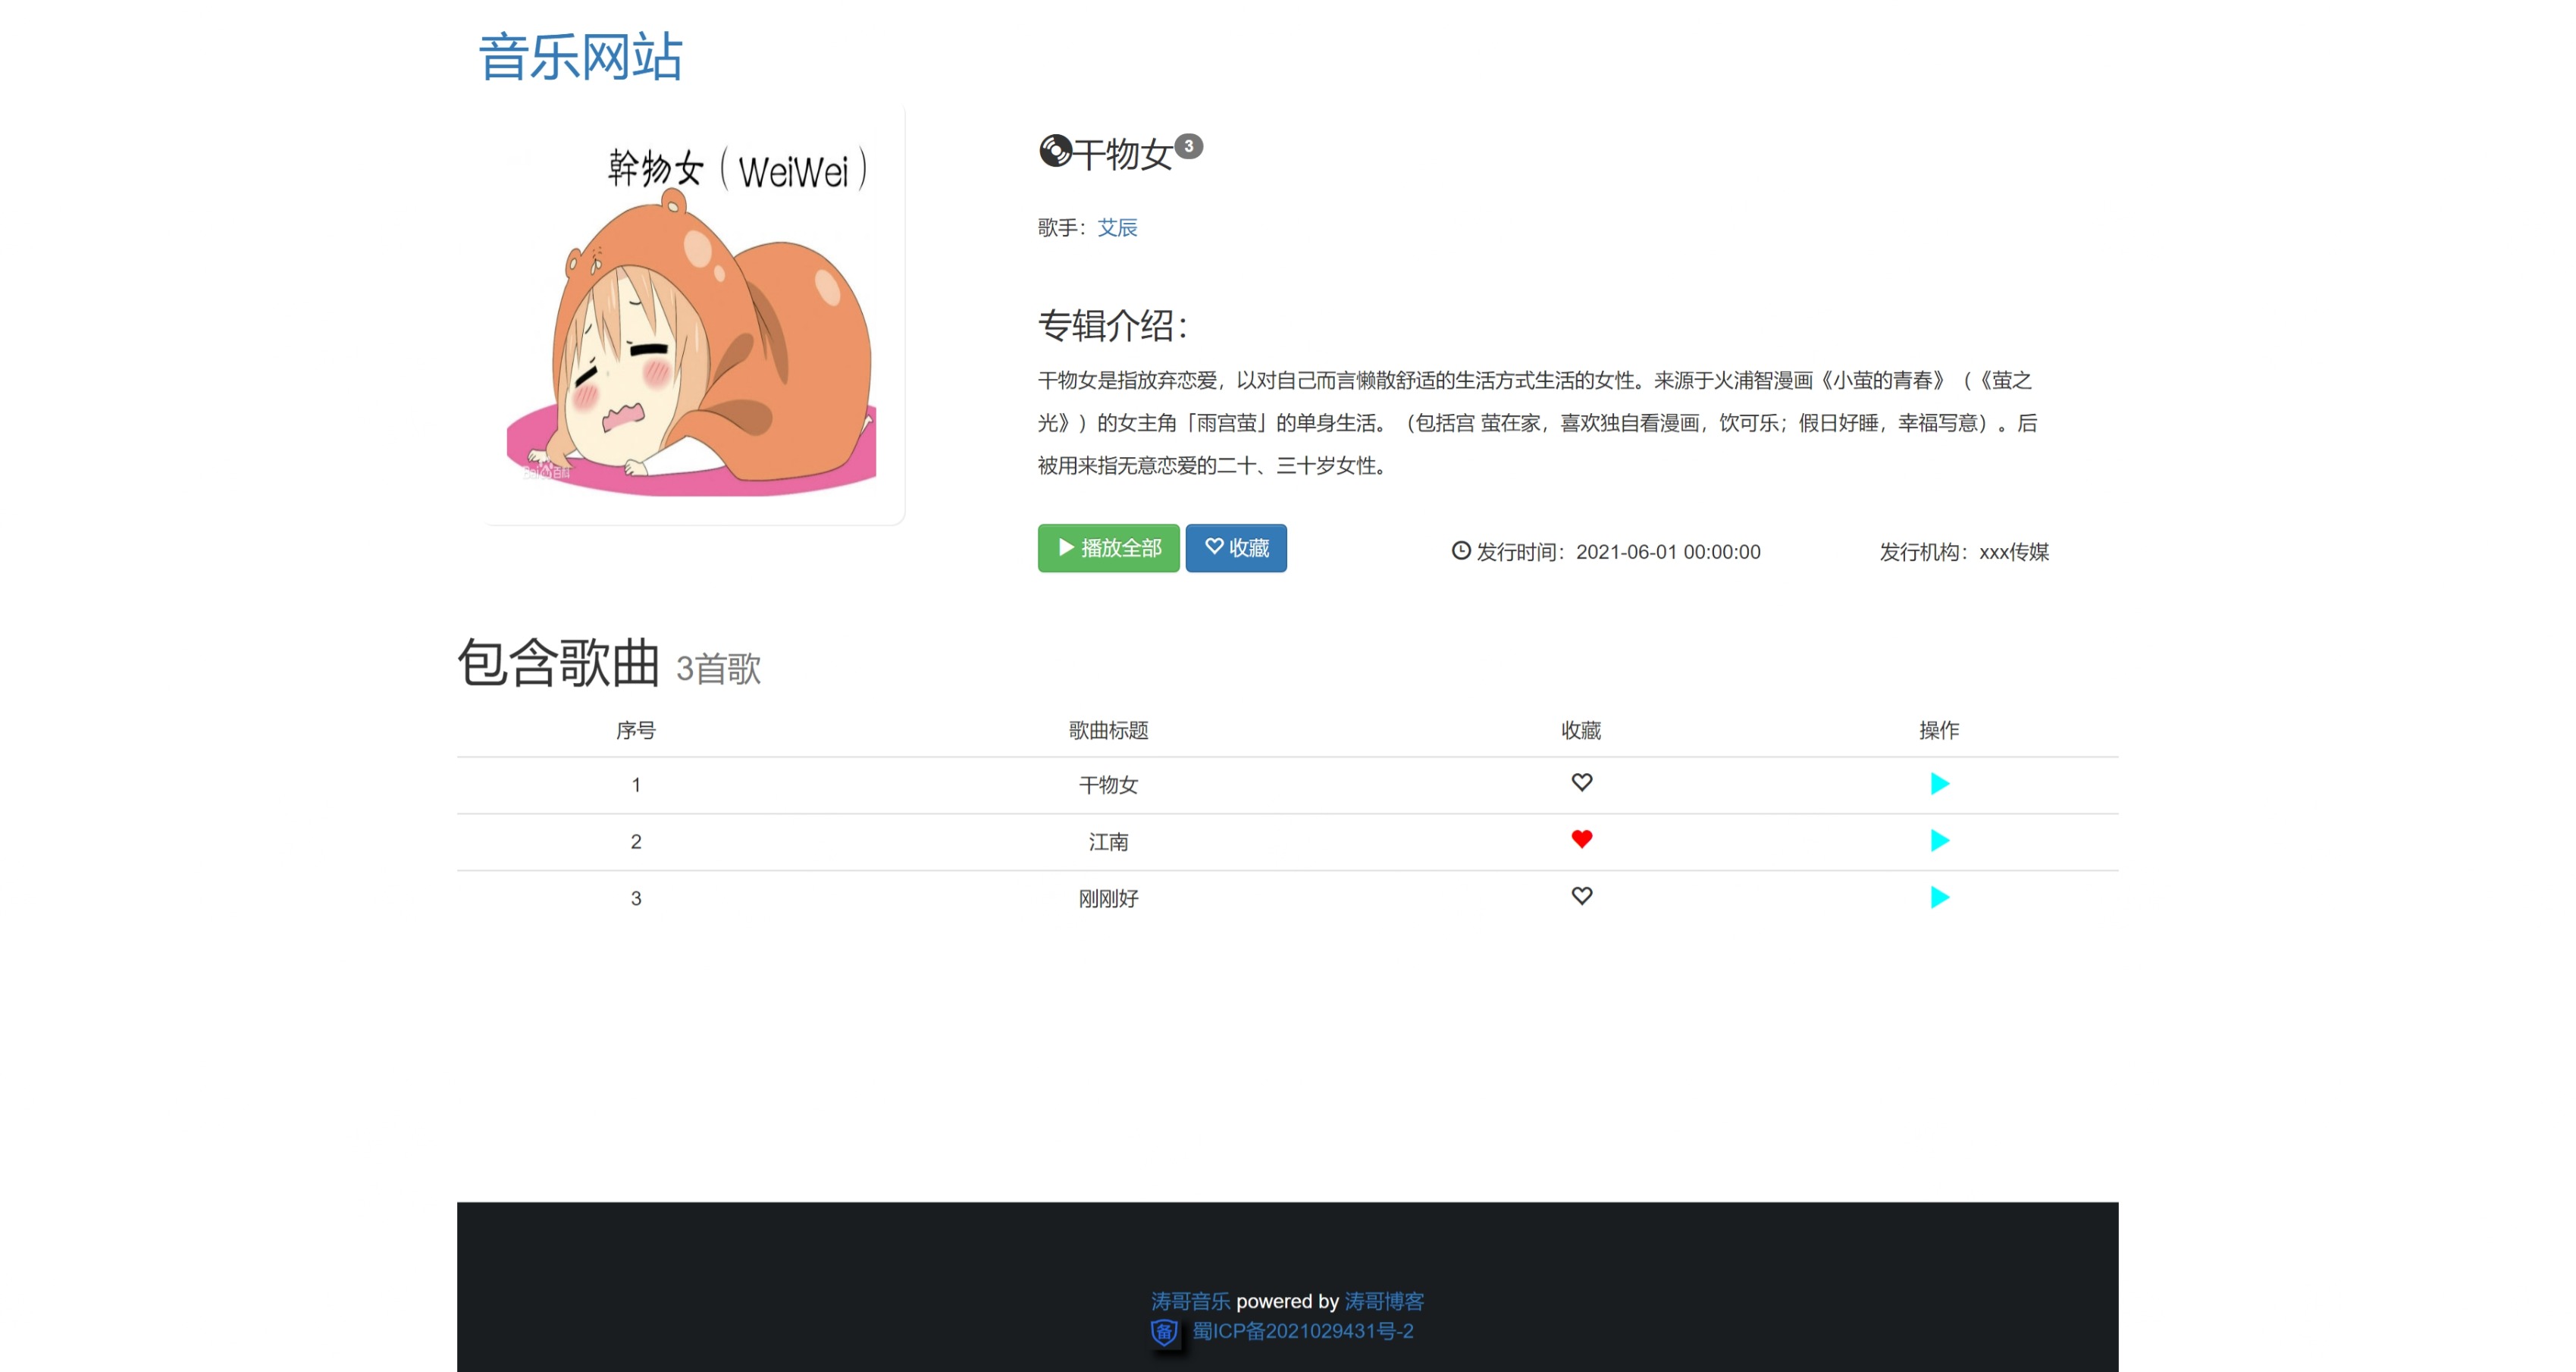 音乐网站
幹物女（WeiWei）
Bai 百科
干物女 3
歌手：艾辰
专辑介绍：
干物女是指放弃恋爱，以对自己而言懒散舒适的生活方式生活的女性。来源于火浦智漫画《小萤的青春》（《萤之
光》）的女主角「雨宫萤」的单身生活。（包括宫 萤在家，喜欢独自看漫画，饮可乐；假日好睡，幸福写意）。后
被用来指无意恋爱的二十、三十岁女性。
播放全部 收藏 发行时间：2021-06-01 00:00:00 发行机构：xxx传媒
包含歌曲 3首歌
序号 歌曲标题 收藏 操作
1 干物女
2 江南
3 刚刚好
涛哥音乐 powered by 涛哥博客
备 蜀ICP备2021029431号-2